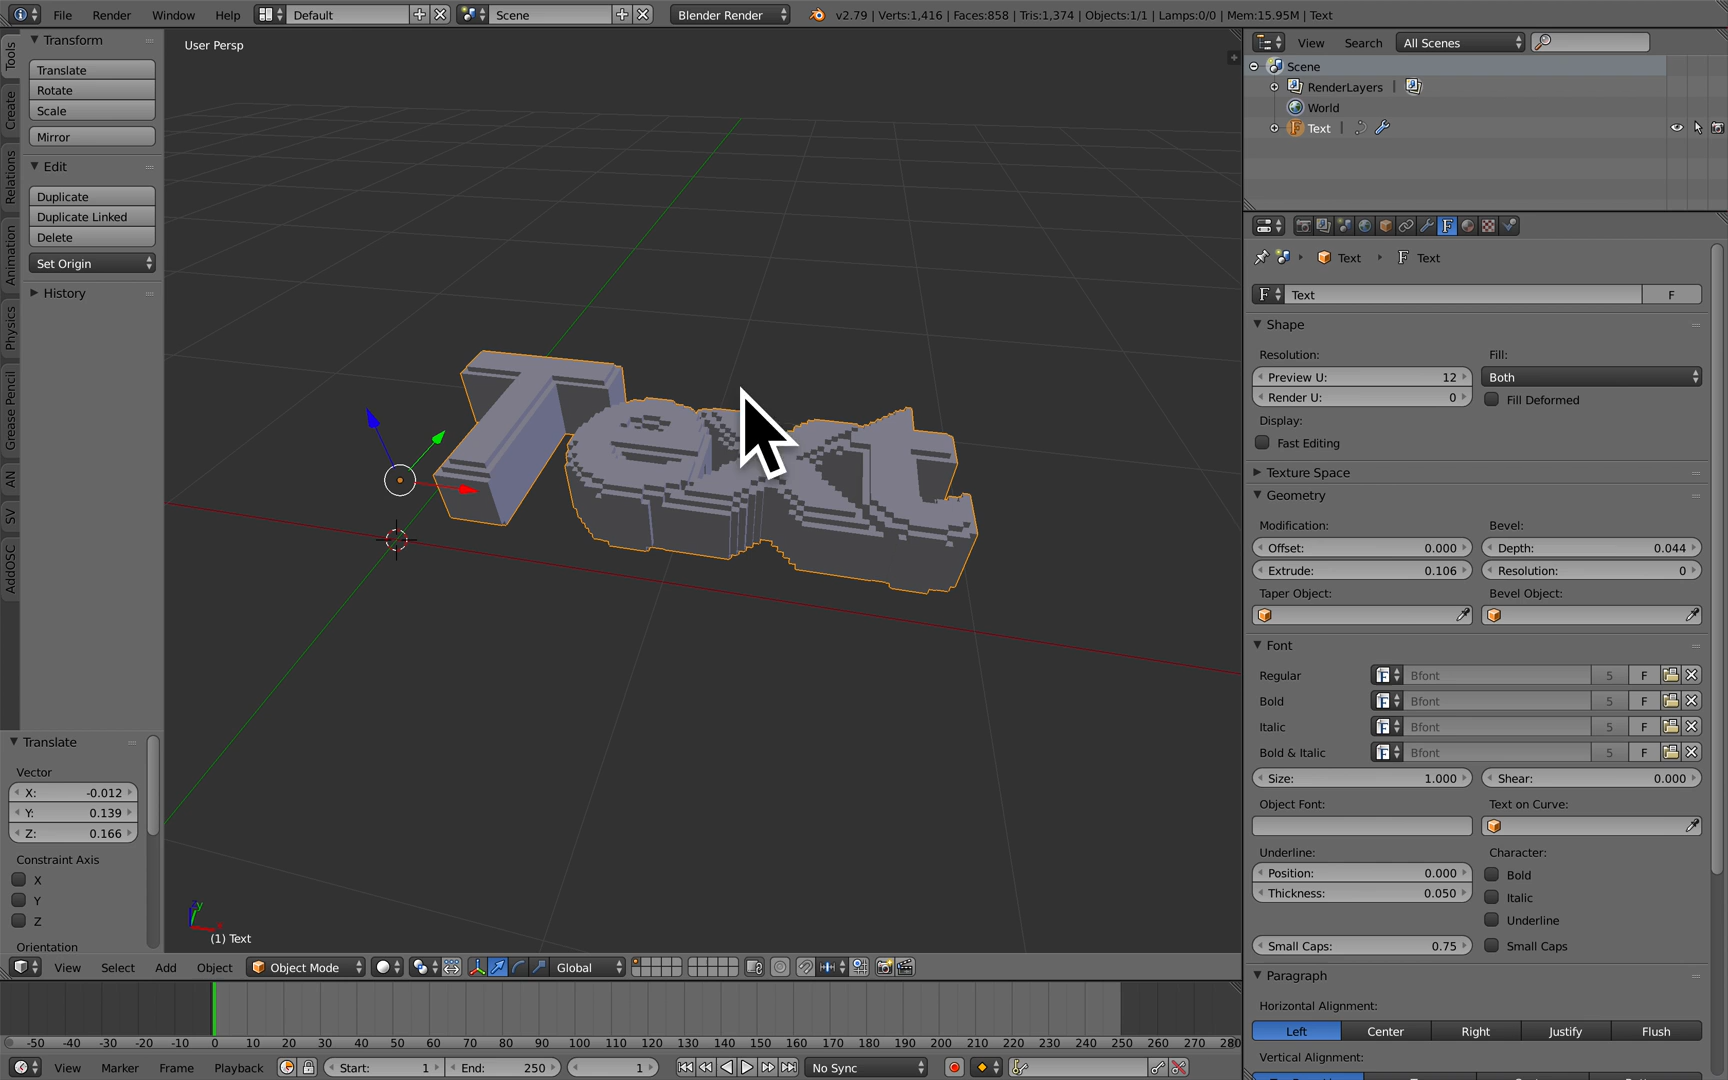 File Render Window Help Default Scene Blender Render v2.79 | Verts:1,416 | Faces:858 | Tris:1,374 | Objects:1/1 | Lamps:0/0 | Mem:15.95M | Text
Tools
Create
Relations
Animation
Physics
Grease Pencil
AN
SV
AddOSC
Transform
Translate
Rotate
Scale
Mirror
Edit
Duplicate
Duplicate Linked
Delete
Set Origin
History
Translate
Vector
X: -0.012
Y: 0.139
Z: 0.166
Constraint Axis
X
Y
Z
Orientation
User Persp
Text
z y
(1) Text
View Select Add Object Object Mode Global
-50 -40 -30 -20 -10 0 10 20 30 40 50 60 70 80 90 100 110 120 130 140 150 160 170 180 190 200 210 220 230 240 250 260 270 280
View Marker Frame Playback Start: 1 End: 250 1 No Sync
View Search All Scenes
Scene
RenderLayers |
World
Text |
Text Text
F Text F
Shape
Resolution: Fill:
Preview U: 12 Both
Render U: 0 Fill Deformed
Display:
Fast Editing
Texture Space
Geometry
Modification: Bevel:
Offset: 0.000 Depth: 0.044
Extrude: 0.106 Resolution: 0
Taper Object: Bevel Object:
Font
Regular Bfont 5 F
Bold Bfont 5 F
Italic Bfont 5 F
Bold & Italic Bfont 5 F
Size: 1.000 Shear: 0.000
Object Font: Text on Curve:
Underline: Character:
Position: 0.000 Bold
Thickness: 0.050 Italic
Underline
Small Caps: 0.75 Small Caps
Paragraph
Horizontal Alignment:
Left Center Right Justify Flush
Vertical Alignment: